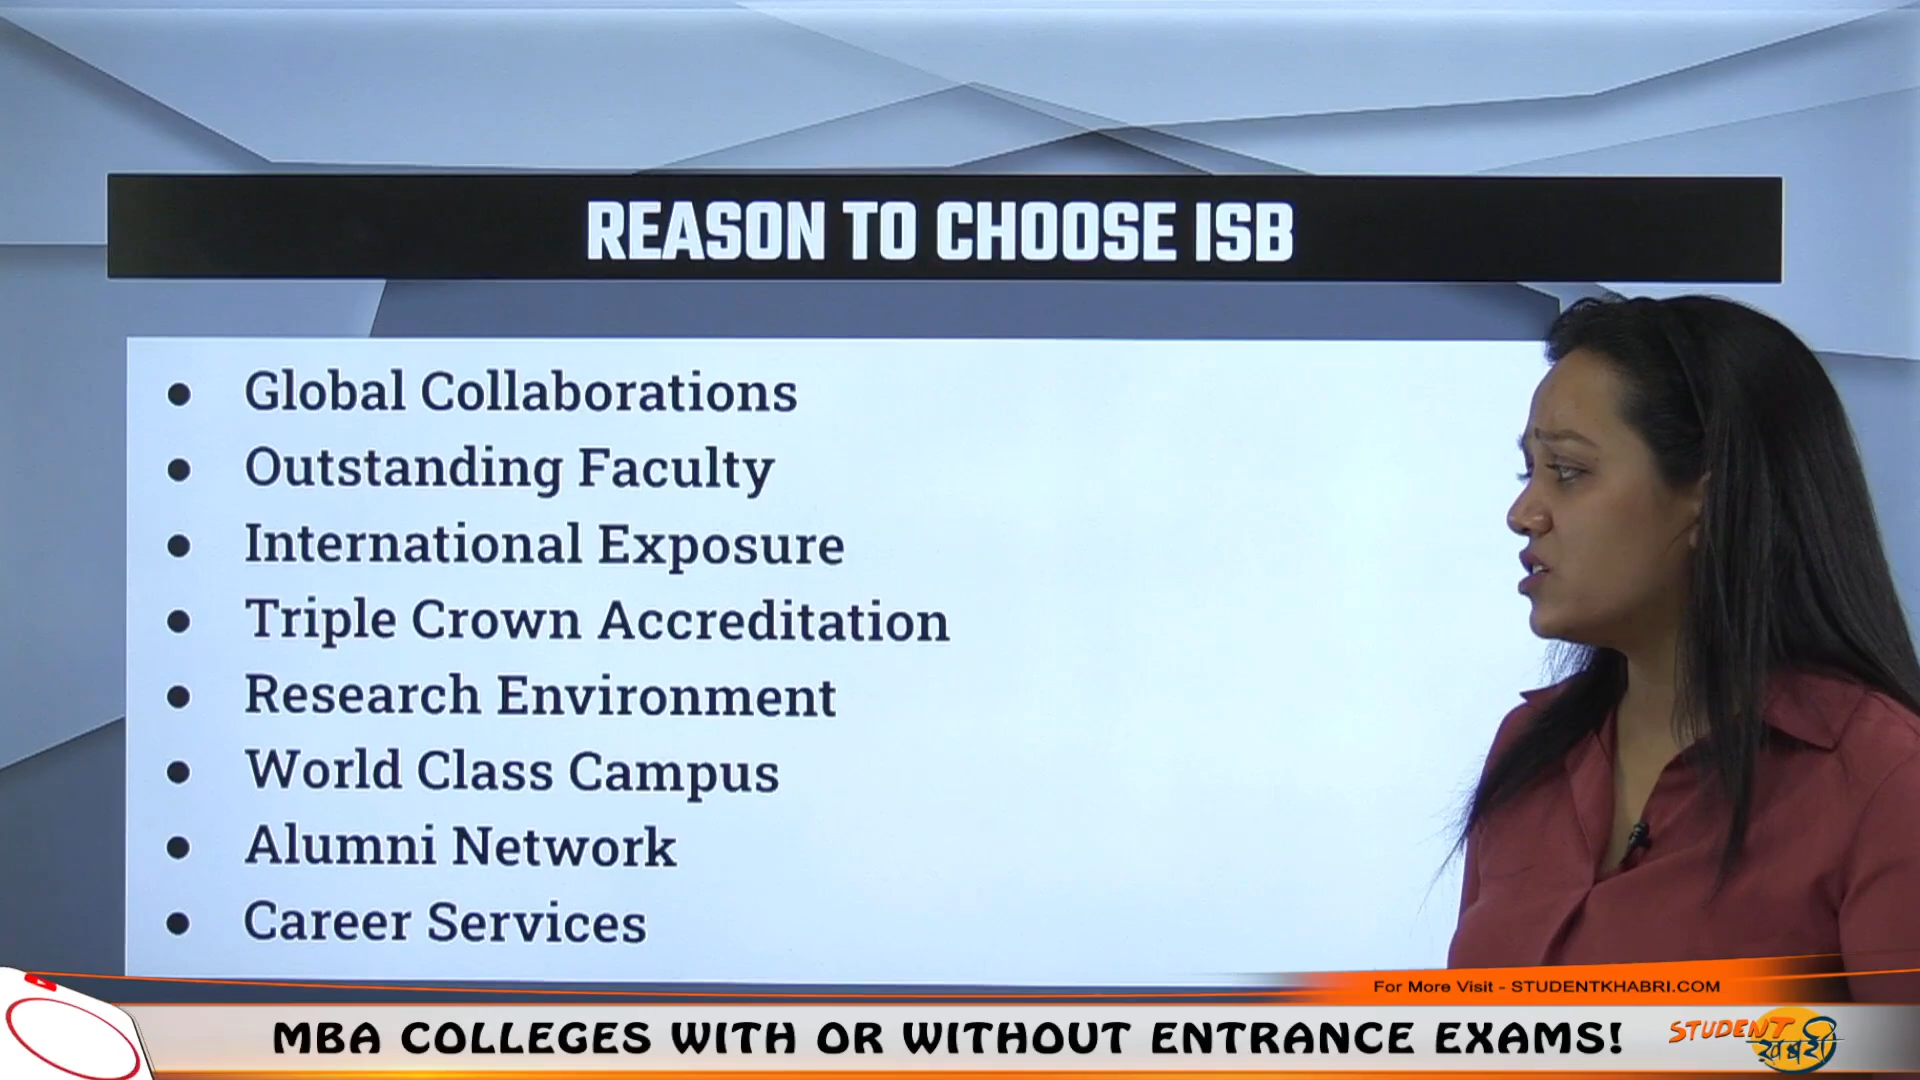 REASON TO CHOOSE ISB
● Global Collaborations
● Outstanding Faculty
● International Exposure
● Triple Crown Accreditation
● Research Environment
● World Class Campus
● Alumni Network
● Career Services
For More Visit - STUDENTKHABRI.COM
MBA COLLEGES WITH OR WITHOUT ENTRANCE EXAMS!
STUDENT
ख़बरी